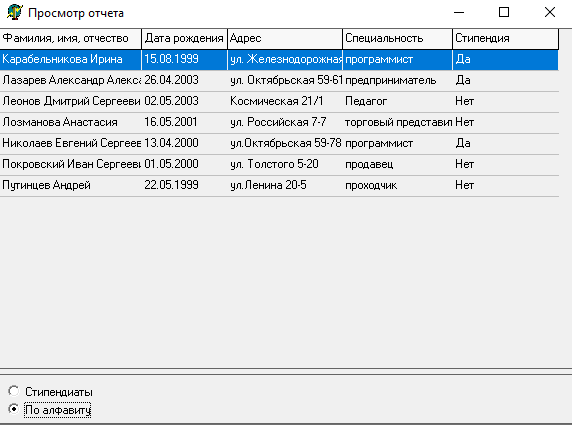 Просмотр отчета
Фамилия, имя, отчество Дата рождения Адрес Специальность Стипендия
Карабельникова Ирина 15.08.1999 ул. Железнодорожная программист Да
Лазарев Александр Алекса 26.04.2003 ул. Октябрьская 59-61 предприниматель Да
Леонов Дмитрий Сергееви 02.05.2003 Космическая 21/1 Педагог Нет
Лозманова Анастасия 16.05.2001 ул. Российская 7-7 торговый представит Нет
Николаев Евгений Сергеев 13.04.2000 ул.Октябрьская 59-78 программист Да
Покровский Иван Сергееви 01.05.2000 ул. Толстого 5-20 продавец Нет
Путинцев Андрей 22.05.1999 ул.Ленина 20-5 проходчик Нет
Стипендиаты
По алфавиту